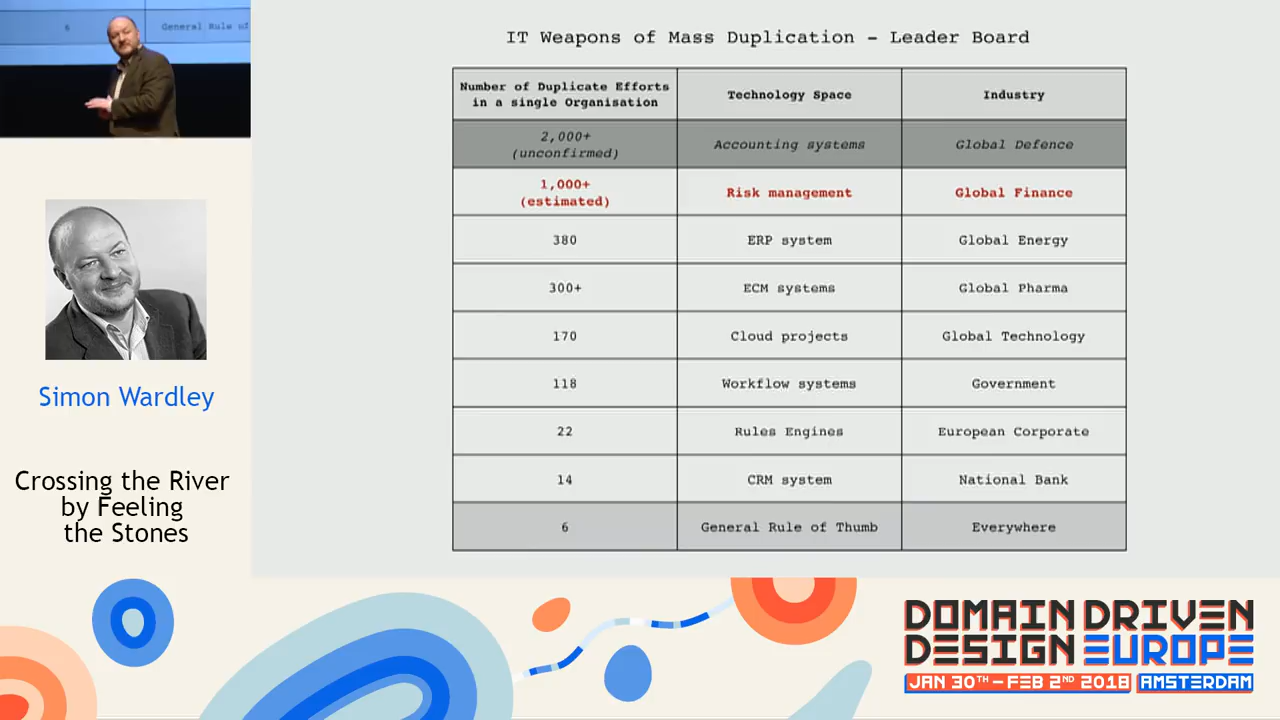 6
General Rule of
IT Weapons of Mass Duplication - Leader Board
Number of Duplicate Efforts
in a single Organisation
Technology Space
Industry
2,000+
(unconfirmed)
Accounting systems
Global Defence
1,000+
(estimated)
Risk management
Global Finance
380
ERP system
Global Energy
300+
ECM systems
Global Pharma
170
Cloud projects
Global Technology
118
Workflow systems
Government
22
Rules Engines
European Corporate
14
CRM system
National Bank
6
General Rule of Thumb
Everywhere
Simon Wardley
Crossing the River
by Feeling
the Stones
DOMAIN DRIVEN
DESIGN EUROPE
JAN 30TH - FEB 2ND 2018 AMSTERDAM